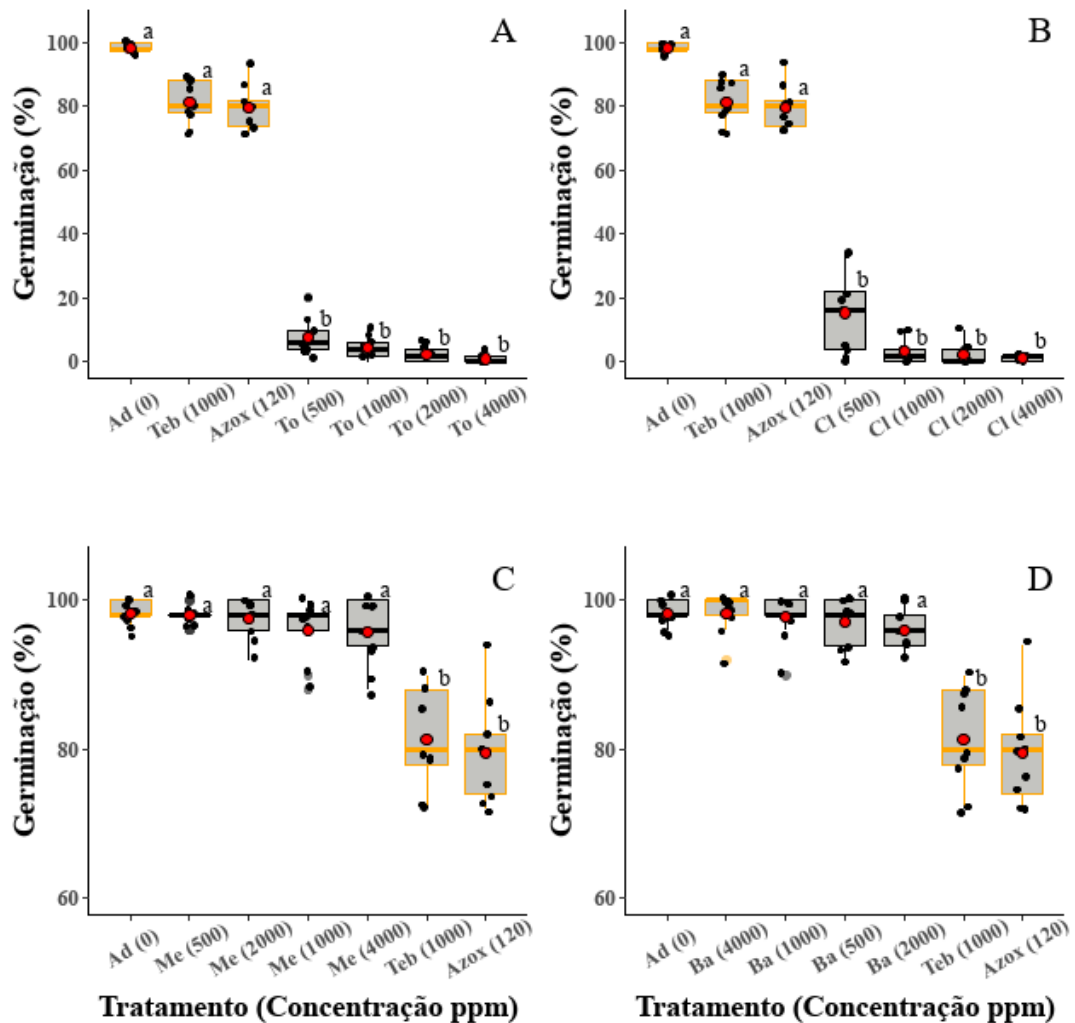 A
Germinação (%)
100
80
60
40
20
0
a
a
a
b
b
b
b
Ad (0)
Teb (1000)
Azox (120)
To (500)
To (1000)
To (2000)
To (4000)
B
Germinação (%)
100
80
60
40
20
0
a
a
a
b
b
b
b
Ad (0)
Teb (1000)
Azox (120)
Cl (500)
Cl (1000)
Cl (2000)
Cl (4000)
C
Germinação (%)
100
80
60
a
a
a
a
a
b
b
Ad (0)
Me (500)
Me (2000)
Me (1000)
Me (4000)
Teb (1000)
Azox (120)
Tratamento (Concentração ppm)
D
Germinação (%)
100
80
60
a
a
a
a
a
b
b
Ad (0)
Ba (4000)
Ba (1000)
Ba (500)
Ba (2000)
Teb (1000)
Azox (120)
Tratamento (Concentração ppm)